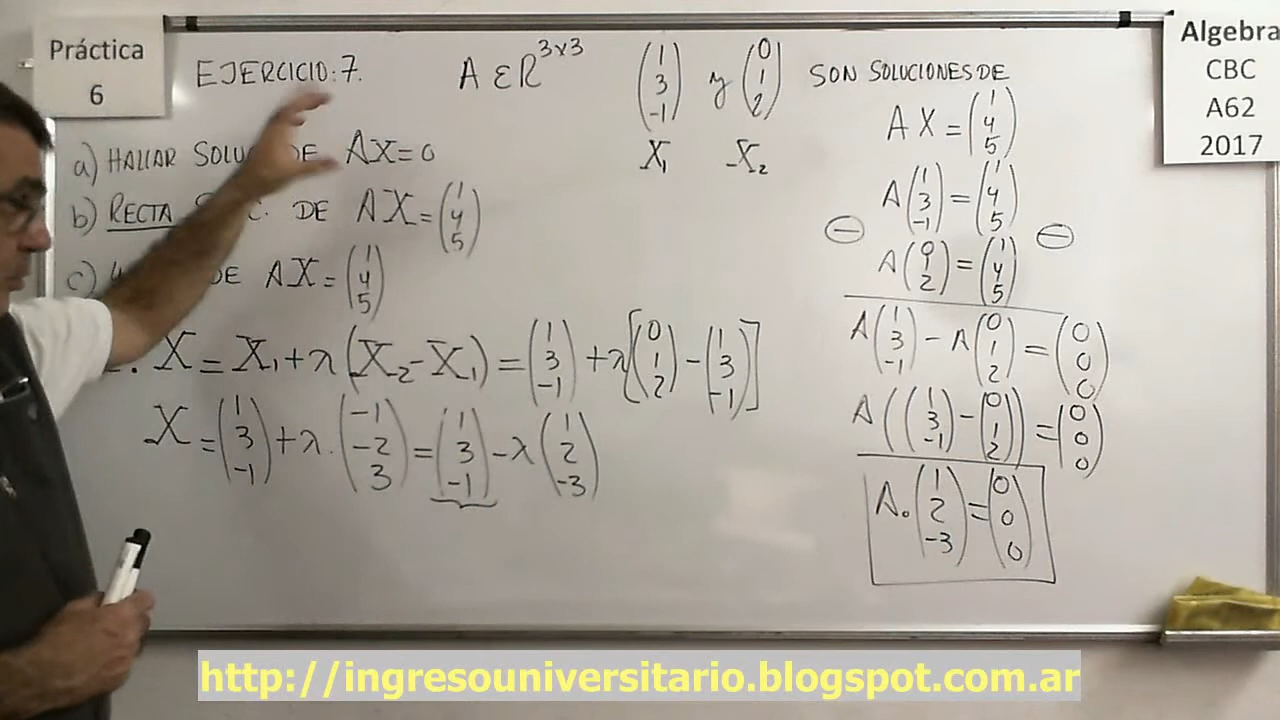 Práctica
6
EJERCICIO: 7. A ∈ ℝ^{3×3} (1 3 -1) y (0 1 2) SON SOLUCIONES DE
X₁ X₂
AX = (1 4 5)
a) HALLAR DE AX = 0
b) RECTA DE AX = (1 4 5)
c) DE AX = (1 4 5)
X = X₁ + λ (X₂ - X₁) = (1 3 -1) + λ [(0 1 2) - (1 3 -1)]
X = (1 3 -1) + λ . (-1 -2 3) = (1 3 -1) - λ (1 2 -3)
A (1 3 -1) = (1 4 5)
⊖ ⊖
A (0 1 2) = (1 4 5)
A (1 3 -1) - A (0 1 2) = (0 0 0)
A ((1 3 -1) - (0 1 2)) = (0 0 0)
A . (1 2 -3) = (0 0 0)
Algebra
CBC
A62
2017
http://ingresouniversitario.blogspot.com.ar